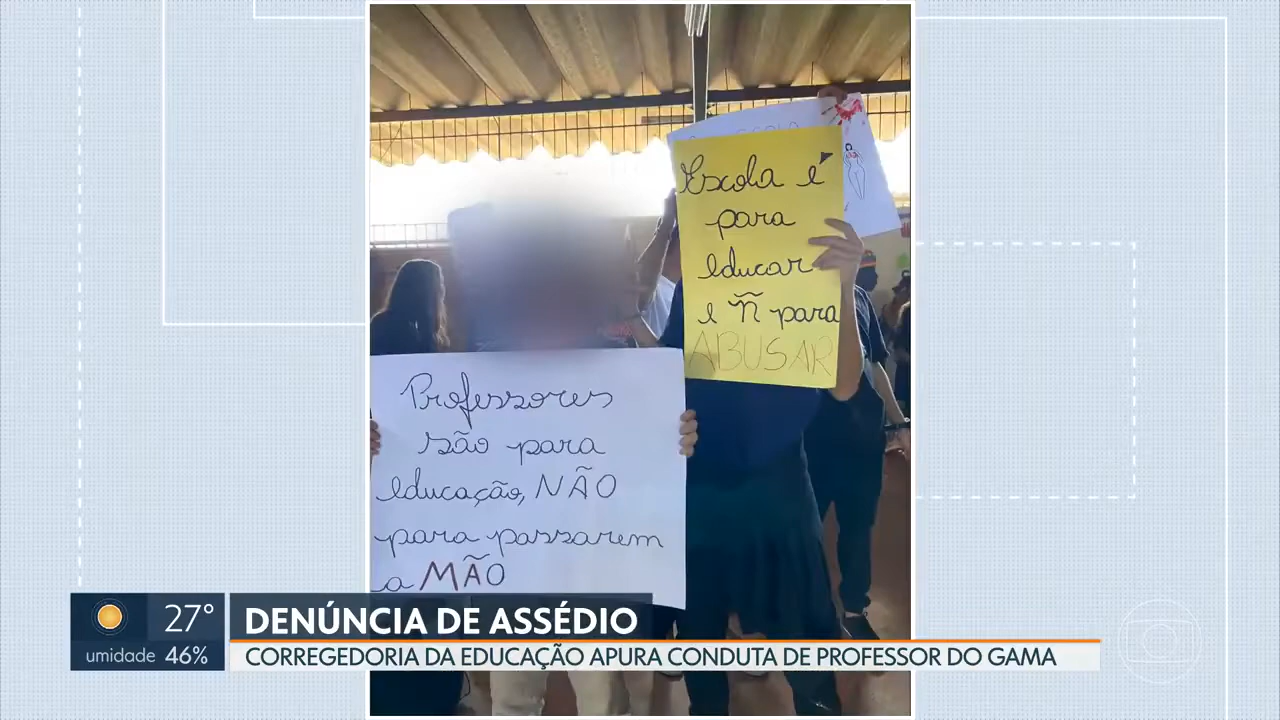 Escola é
para
educar
e ñ para
ABUSAR
Professores
são para
educação, NÃO
para passarem
a MÃO
27°
umidade 46%
DENÚNCIA DE ASSÉDIO
CORREGEDORIA DA EDUCAÇÃO APURA CONDUTA DE PROFESSOR DO GAMA